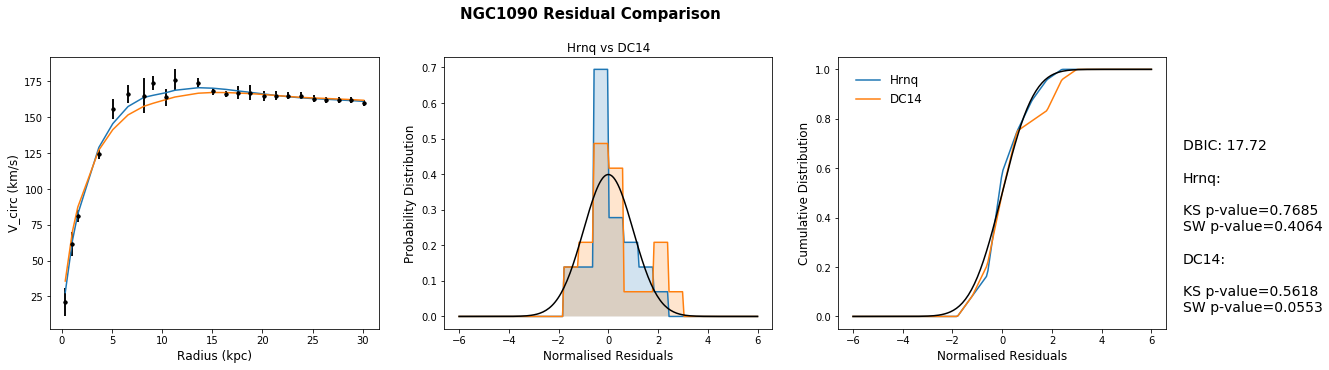 NGC1090 Residual Comparison
V_circ (km/s)
175
150
125
100
75
50
25
0 5 10 15 20 25 30
Radius (kpc)
Hrnq vs DC14
Probability Distribution
0.7
0.6
0.5
0.4
0.3
0.2
0.1
0.0
−6 −4 −2 0 2 4 6
Normalised Residuals
Cumulative Distribution
1.0
0.8
0.6
0.4
0.2
0.0
Hrnq
DC14
−6 −4 −2 0 2 4 6
Normalised Residuals
DBIC: 17.72
Hrnq:
KS p-value=0.7685
SW p-value=0.4064
DC14:
KS p-value=0.5618
SW p-value=0.0553